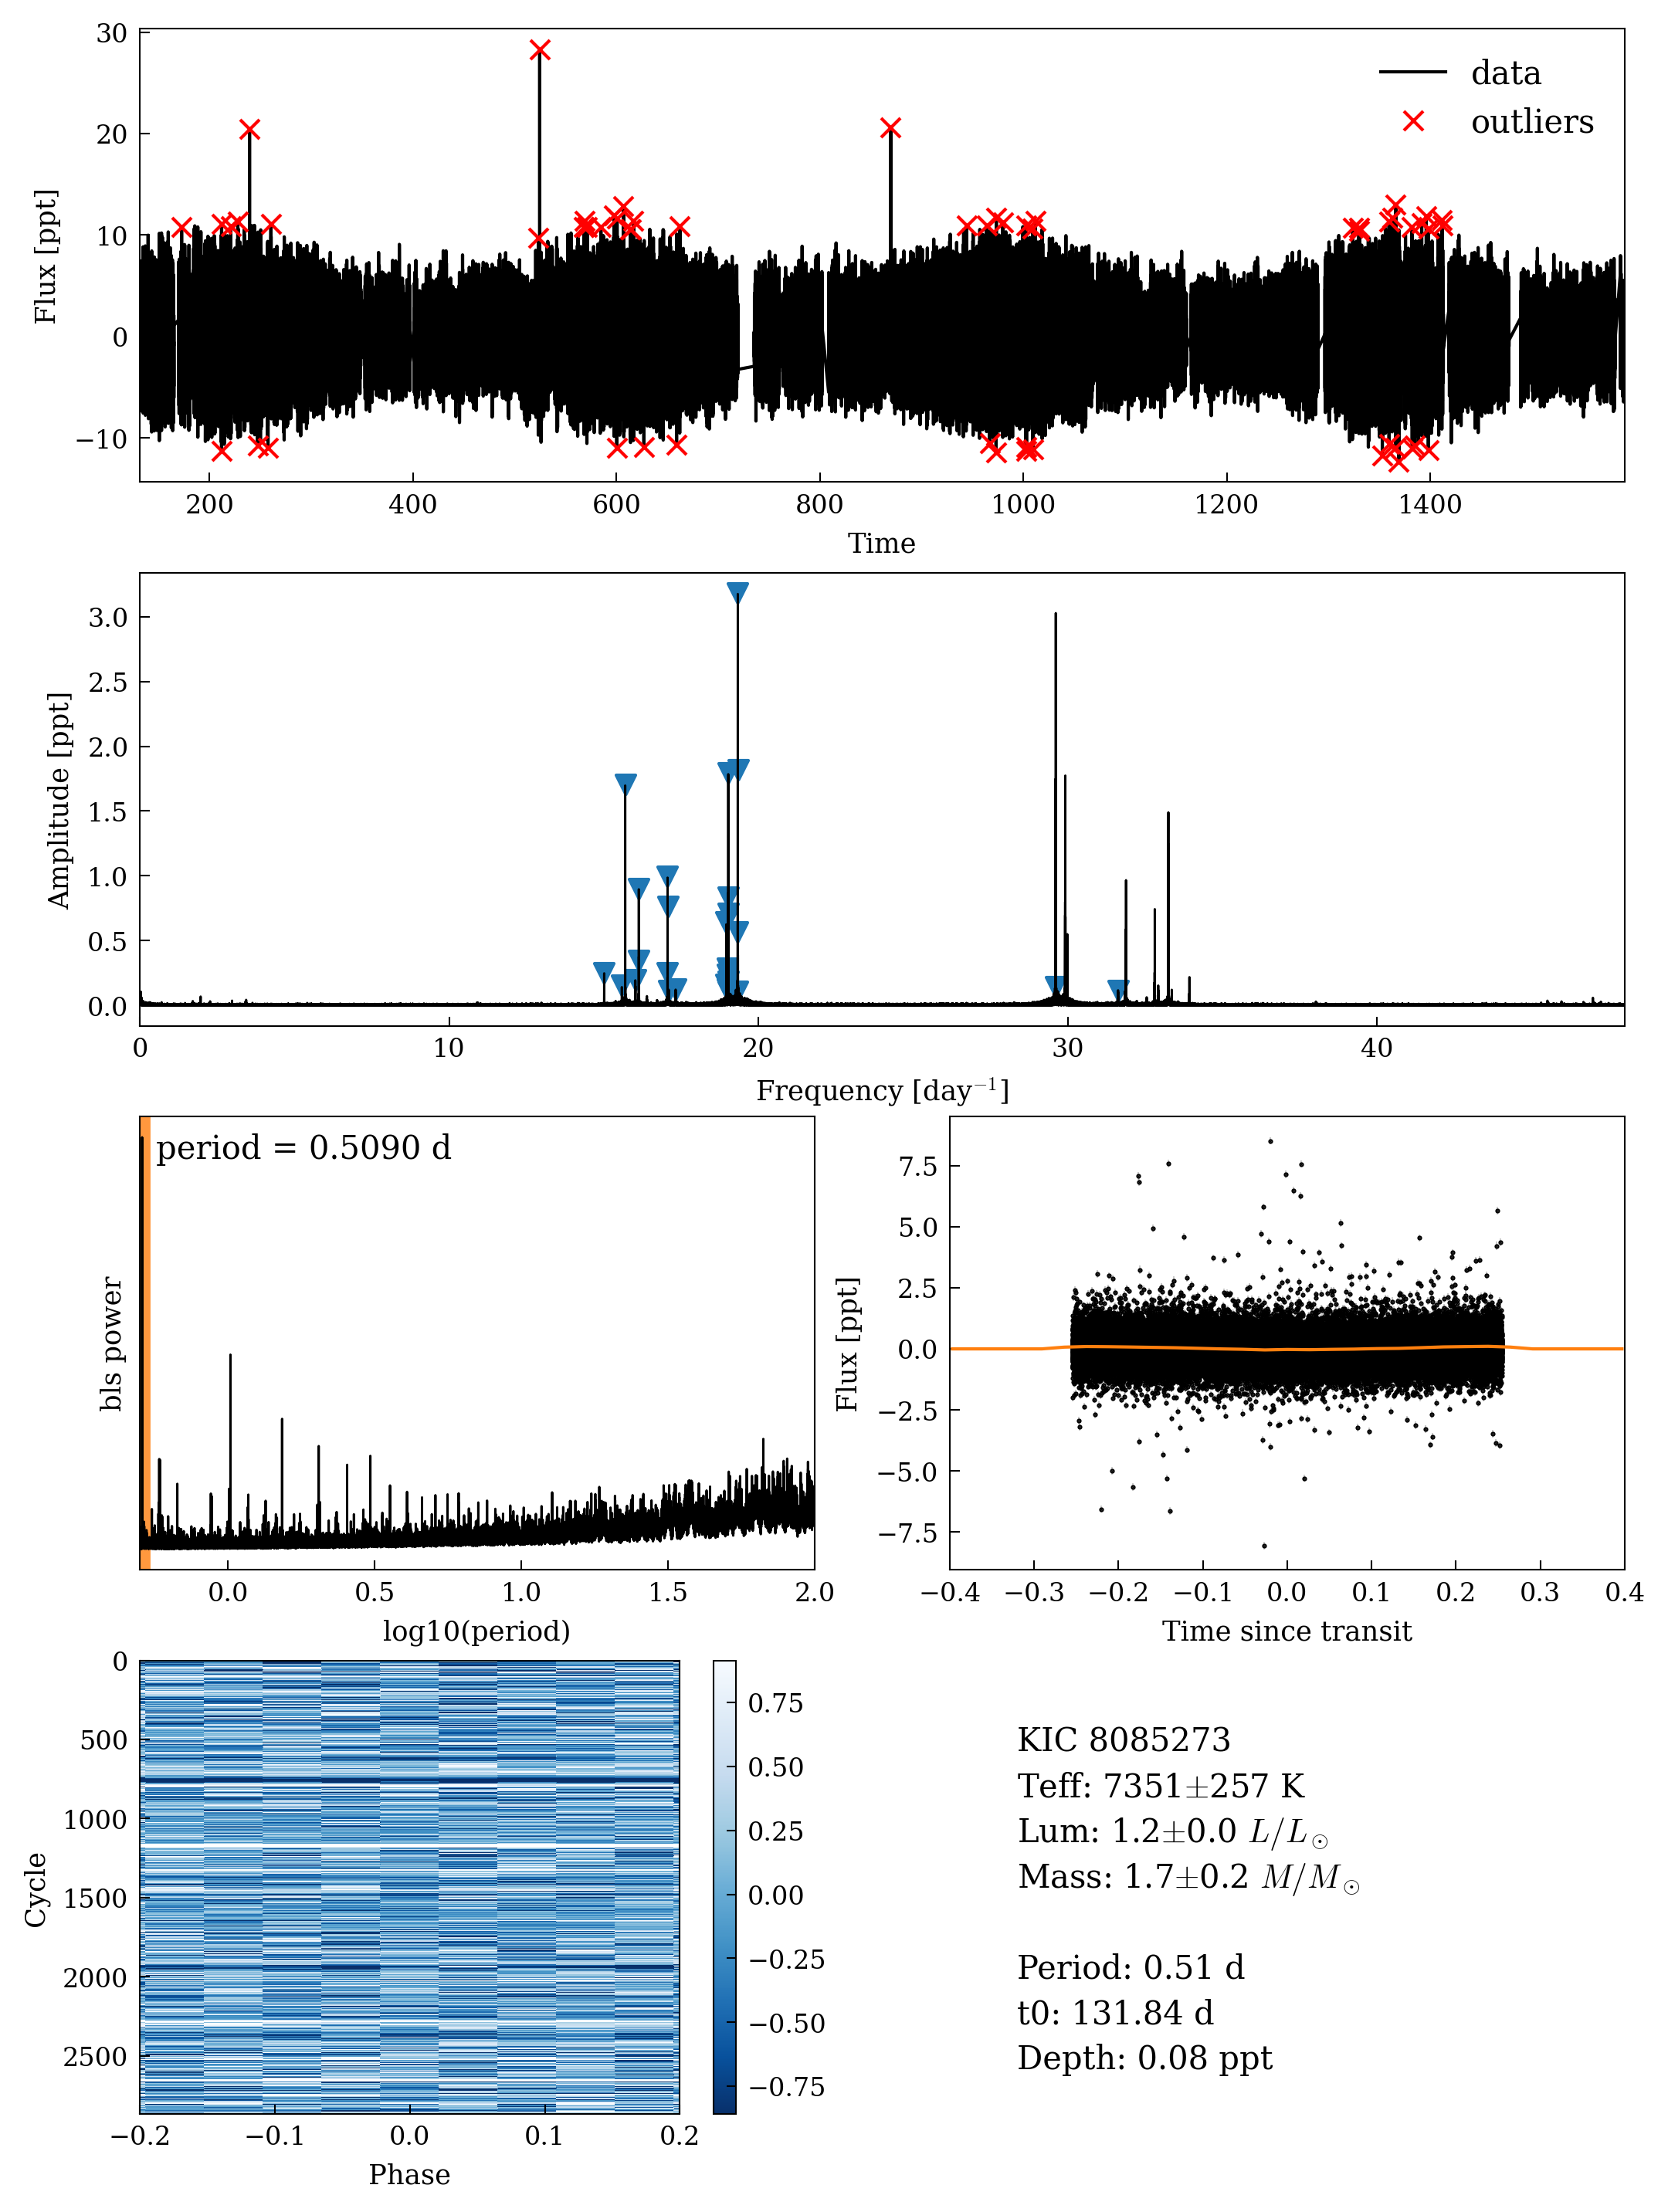 30
20
10
0
−10
Flux [ppt]
data
outliers
200 400 600 800 1000 1200 1400
Time
3.0
2.5
2.0
1.5
1.0
0.5
0.0
Amplitude [ppt]
0 10 20 30 40
Frequency [day⁻¹]
period = 0.5090 d
bls power
0.0 0.5 1.0 1.5 2.0
log10(period)
7.5
5.0
2.5
0.0
−2.5
−5.0
−7.5
Flux [ppt]
−0.4 −0.3 −0.2 −0.1 0.0 0.1 0.2 0.3 0.4
Time since transit
0
500
1000
1500
2000
2500
Cycle
−0.2 −0.1 0.0 0.1 0.2
Phase
0.75
0.50
0.25
0.00
−0.25
−0.50
−0.75
KIC 8085273
Teff: 7351±257 K
Lum: 1.2±0.0 L/L⊙
Mass: 1.7±0.2 M/M⊙
Period: 0.51 d
t0: 131.84 d
Depth: 0.08 ppt